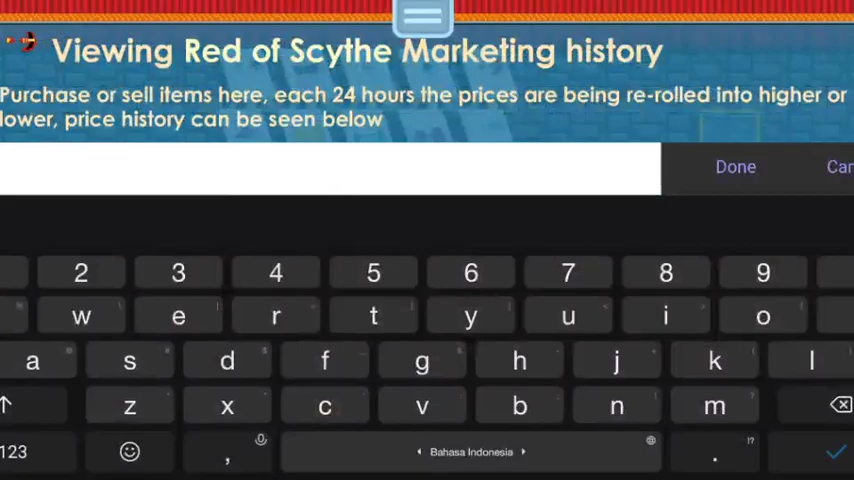 Viewing Red of Scythe Marketing history
Purchase or sell items here, each 24 hours the prices are being re-rolled into higher or
lower, price history can be seen below
Done
2 3 4 5 6 7 8 9
w e r t y u i o
a s d f g h j k l
z x c v b n m
123 , Bahasa Indonesia . !?